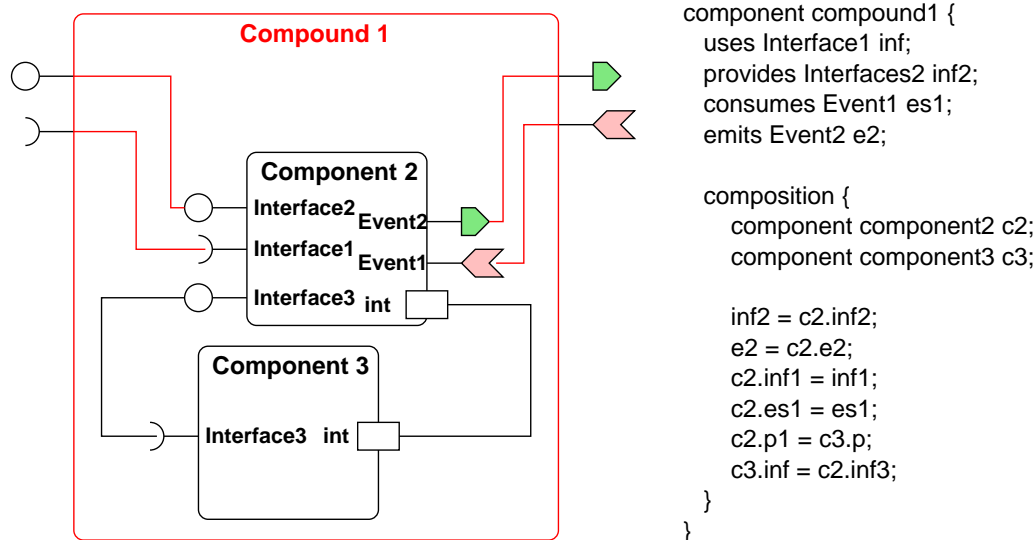 Compound 1
Component 2
Interface2
Event2
Interface1
Event1
Interface3
int
Component 3
Interface3 int
component compound1 {
uses Interface1 inf;
provides Interfaces2 inf2;
consumes Event1 es1;
emits Event2 e2;
composition {
component component2 c2;
component component3 c3;
inf2 = c2.inf2;
e2 = c2.e2;
c2.inf1 = inf1;
c2.es1 = es1;
c2.p1 = c3.p;
c3.inf = c2.inf3;
}
}